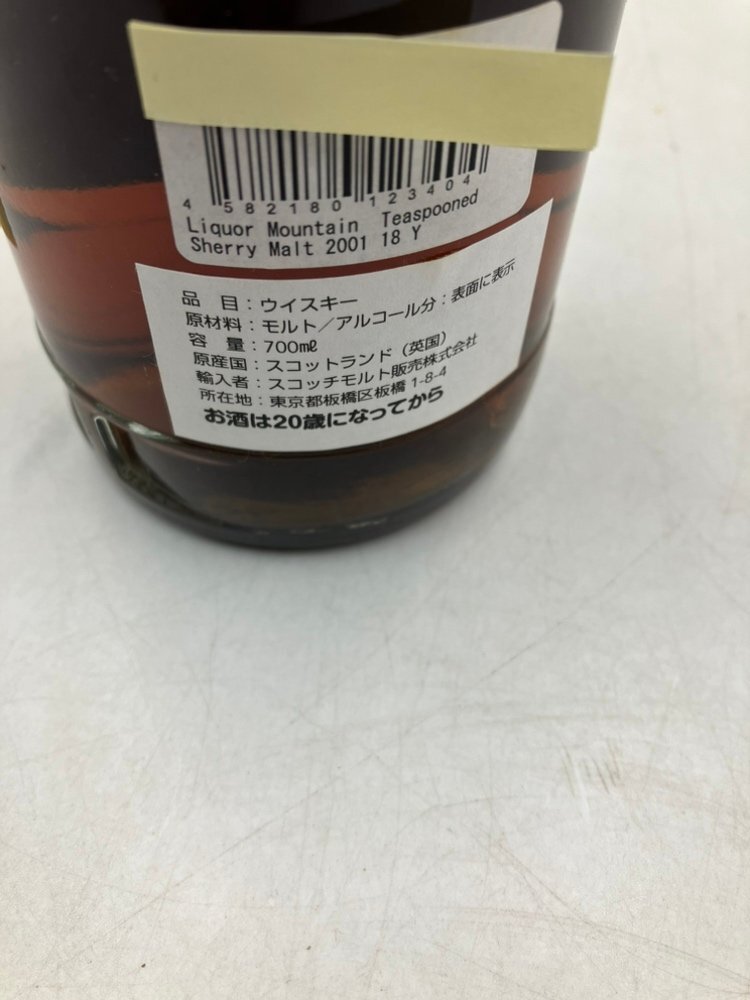 4 582180 123404
Liquor Mountain Teaspooned
Sherry Malt 2001 18 Y
品　目：ウイスキー
原材料：モルト／アルコール分：表面に表示
容　量：700㎖
原産国：スコットランド（英国）
輸入者：スコッチモルト販売株式会社
所在地：東京都板橋区板橋 1-8-4
お酒は20歳になってから